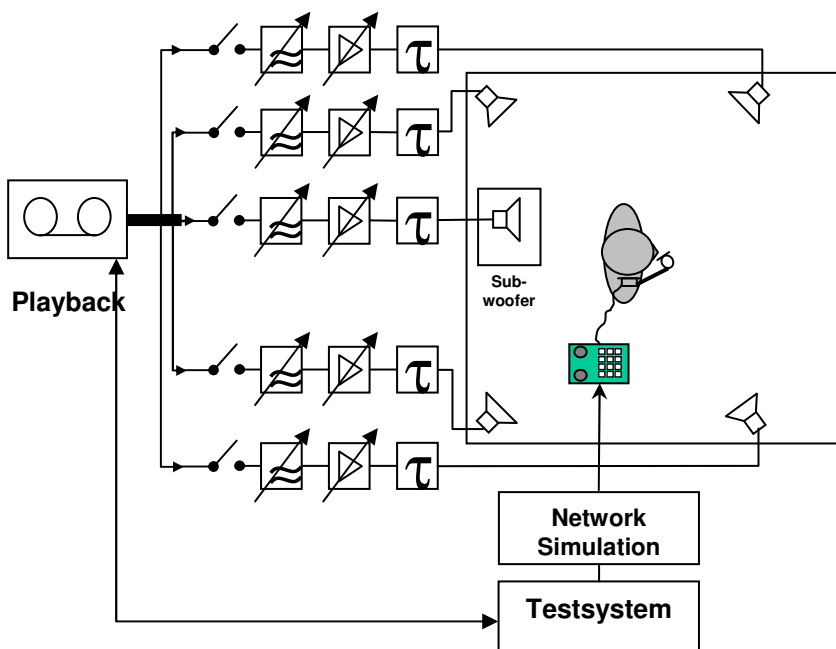 τ
τ
τ
τ
τ
Playback
Sub-
woofer
Network
Simulation
Testsystem